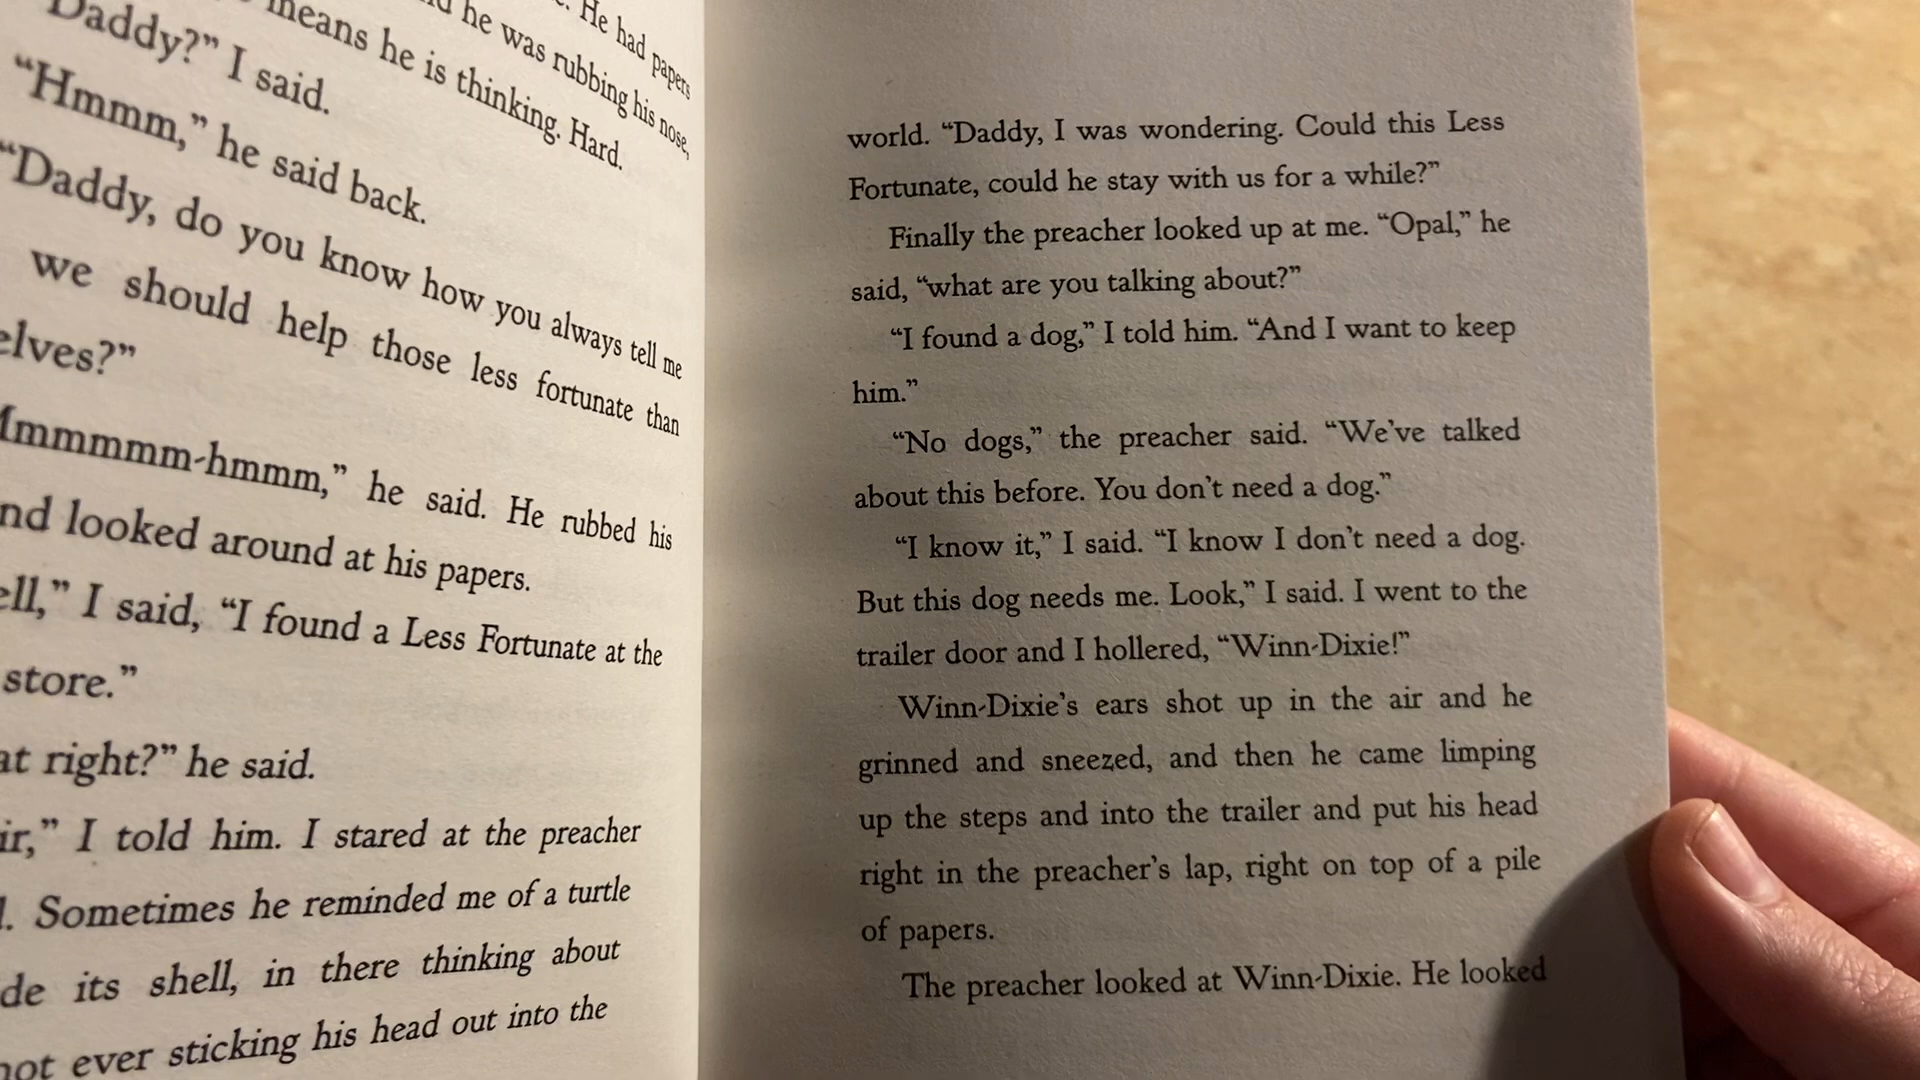 He had papers
he was rubbing his nose,
means he is thinking. Hard.
Daddy?” I said.
“Hmmm,” he said back.
“Daddy, do you know how you always tell me
we should help those less fortunate than
elves?”
mmmmm-hmmm,” he said. He rubbed his
nd looked around at his papers.
ell,” I said, “I found a Less Fortunate at the
store.”
at right?” he said.
ir,” I told him. I stared at the preacher
Sometimes he reminded me of a turtle
de its shell, in there thinking about
not ever sticking his head out into the
world. “Daddy, I was wondering. Could this Less
Fortunate, could he stay with us for a while?”
Finally the preacher looked up at me. “Opal,” he
said, “what are you talking about?”
“I found a dog,” I told him. “And I want to keep
him.”
“No dogs,” the preacher said. “We’ve talked
about this before. You don’t need a dog.”
“I know it,” I said. “I know I don’t need a dog.
But this dog needs me. Look,” I said. I went to the
trailer door and I hollered, “Winn-Dixie!”
Winn-Dixie’s ears shot up in the air and he
grinned and sneezed, and then he came limping
up the steps and into the trailer and put his head
right in the preacher’s lap, right on top of a pile
of papers.
The preacher looked at Winn-Dixie. He looked